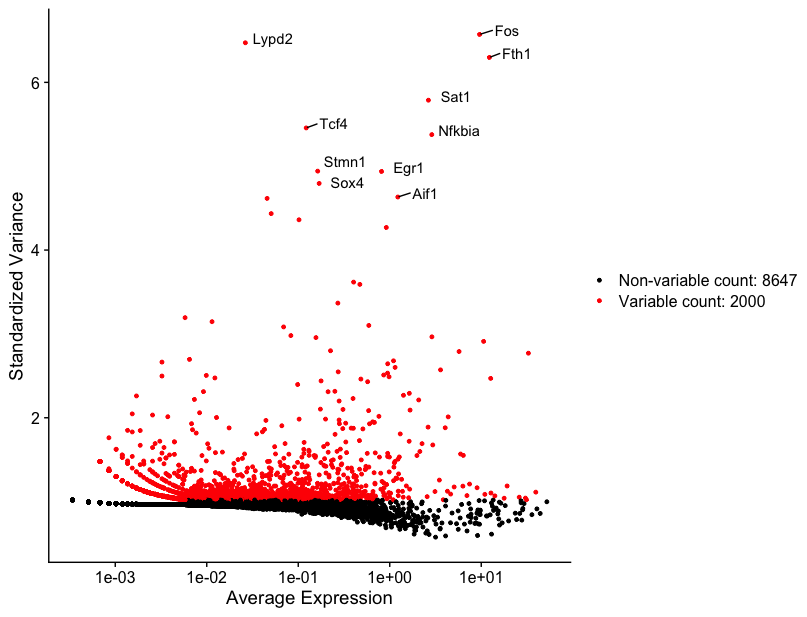 Lypd2
Fos
Fth1
Sat1
Tcf4
Nfkbia
Stmn1
Egr1
Sox4
Aif1
6
4
2
Standardized Variance
1e-03 1e-02 1e-01 1e+00 1e+01
Average Expression
Non-variable count: 8647
Variable count: 2000